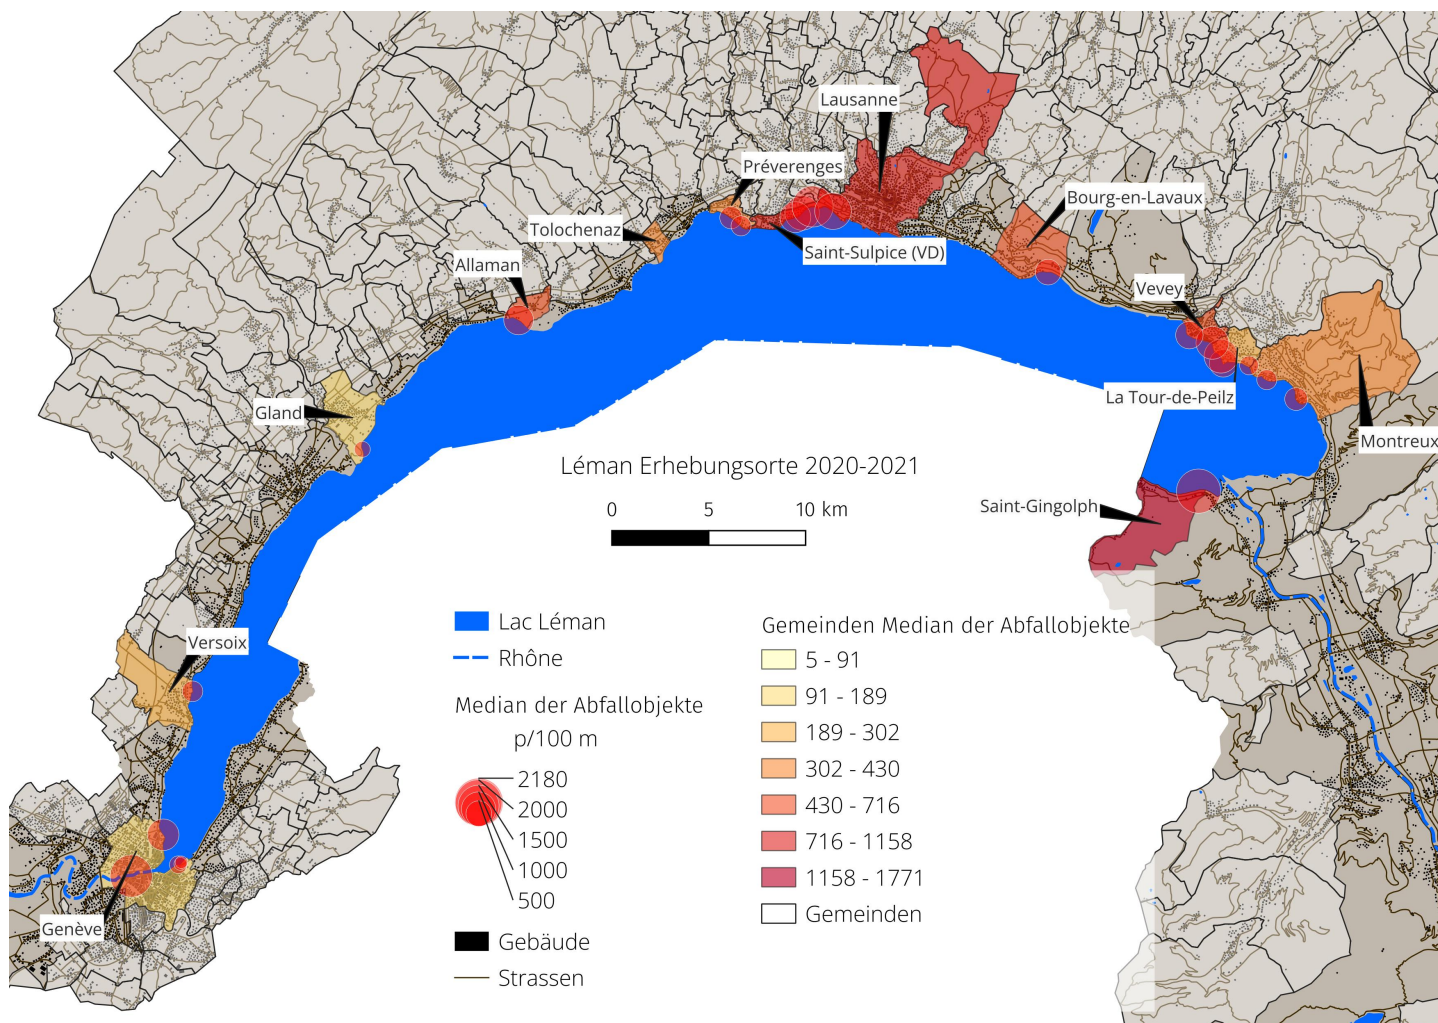 Lausanne
Préverenges
Bourg-en-Lavaux
Tolochenaz
Saint-Sulpice (VD)
Allaman
Vevey
La Tour-de-Peilz
Gland
Montreux
Léman Erhebungsorte 2020-2021
Saint-Gingolph
0 5 10 km
Versoix
Lac Léman
Rhône
Median der Abfallobjekte
p/100 m
2180
2000
1500
1000
500
Gebäude
Strassen
Gemeinden Median der Abfallobjekte
5 - 91
91 - 189
189 - 302
302 - 430
430 - 716
716 - 1158
1158 - 1771
Gemeinden
Genève